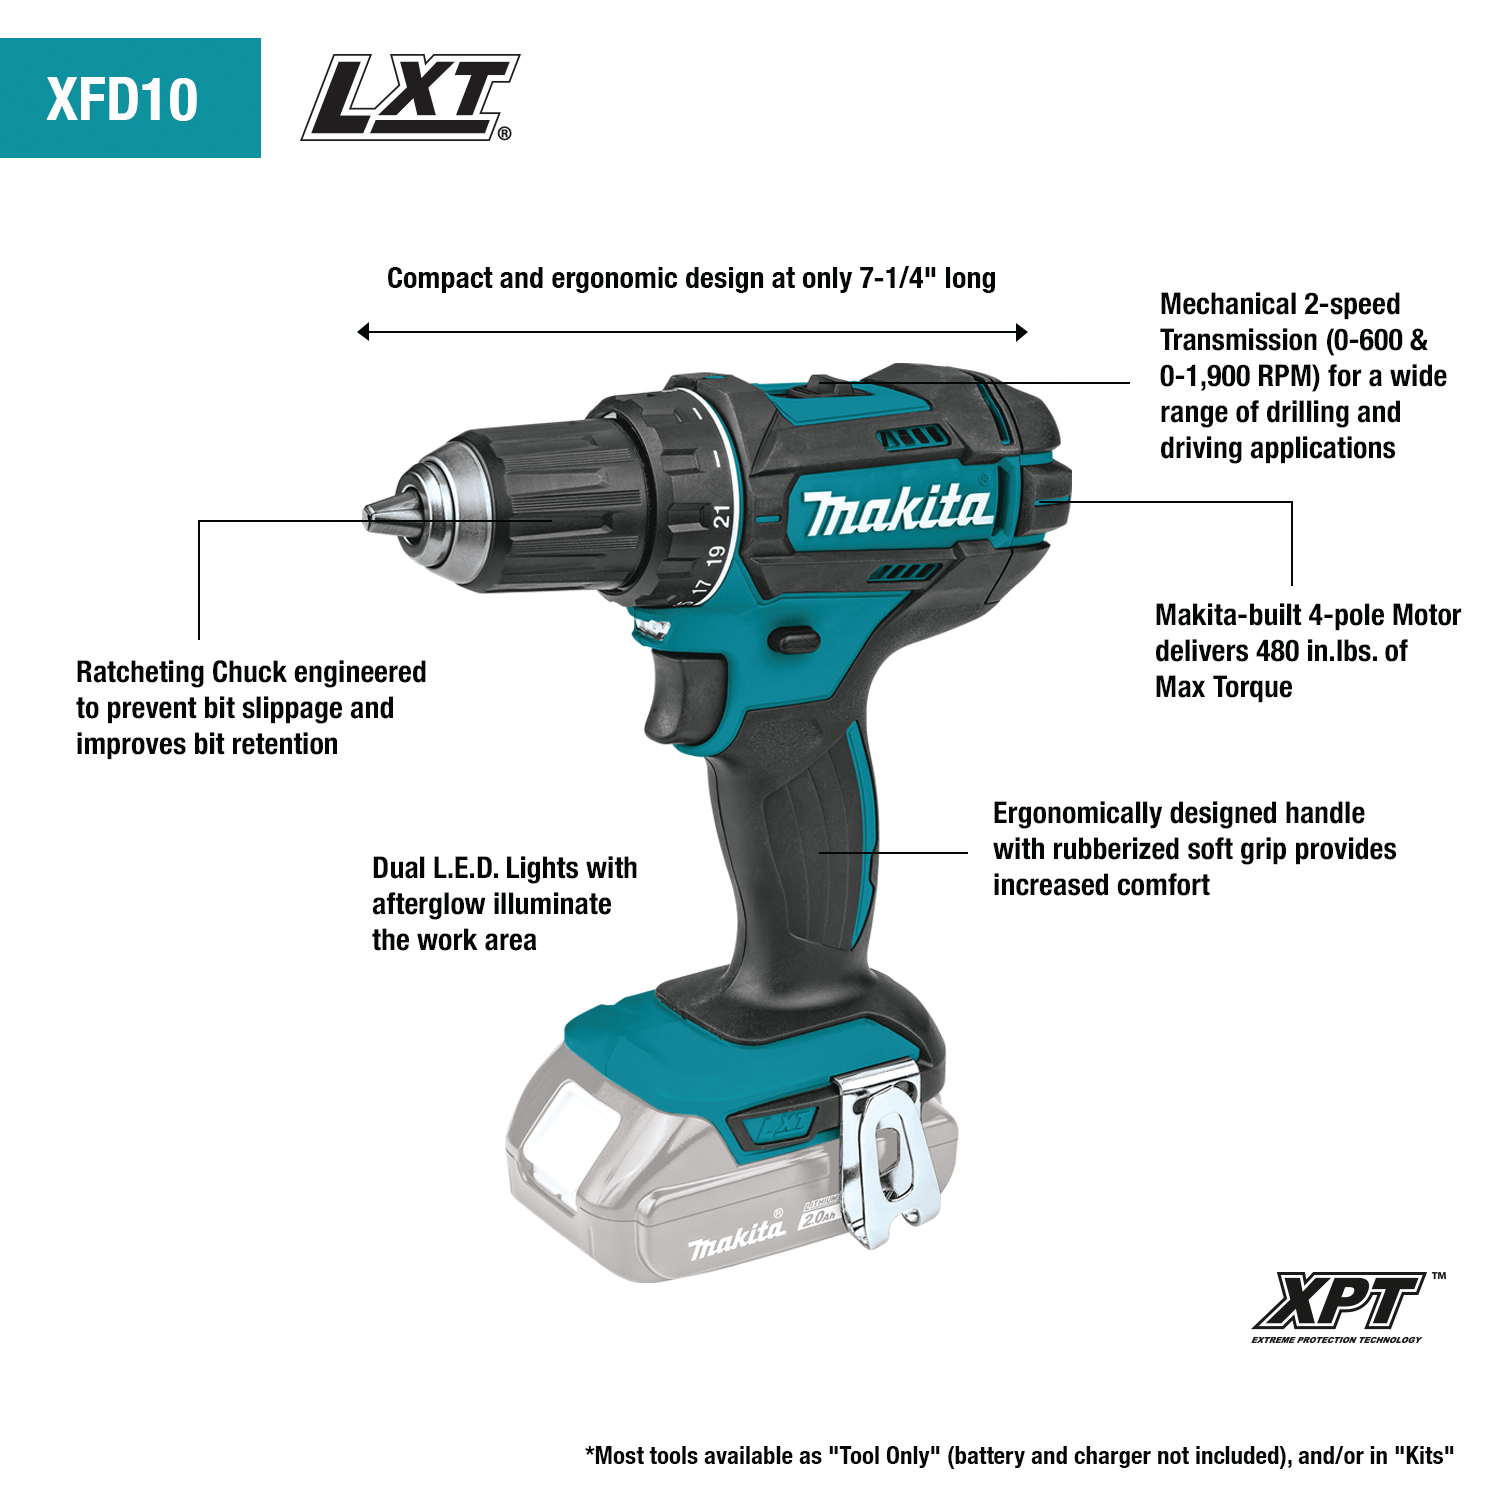 XFD10
LXT®
Compact and ergonomic design at only 7-1/4" long
Mechanical 2-speed
Transmission (0-600 &
0-1,900 RPM) for a wide
range of drilling and
driving applications
makita®
21
19
17
15
Makita-built 4-pole Motor
delivers 480 in.lbs. of
Max Torque
Ratcheting Chuck engineered
to prevent bit slippage and
improves bit retention
Ergonomically designed handle
with rubberized soft grip provides
increased comfort
Dual L.E.D. Lights with
afterglow illuminate
the work area
LXT
makita®
LITHIUM
2.0Ah
XPT™
EXTREME PROTECTION TECHNOLOGY
*Most tools available as "Tool Only" (battery and charger not included), and/or in "Kits"